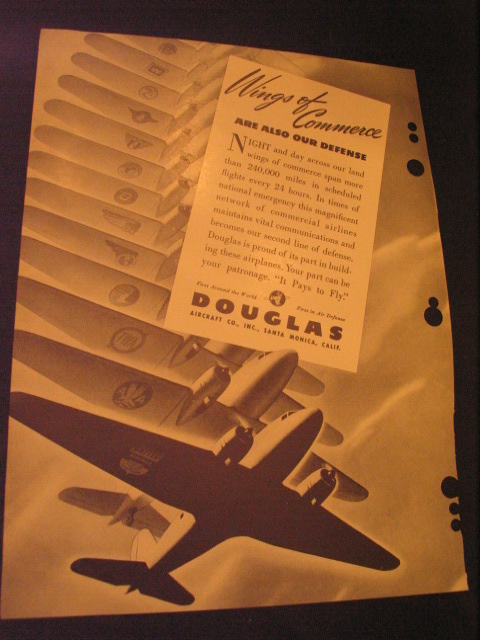 Wings of
Commerce
ARE ALSO OUR DEFENSE
NIGHT and day across our land
wings of commerce span more
than 240,000 miles in scheduled
flights every 24 hours. In times of
national emergency this magnificent
network of commercial airlines
maintains vital communications and
becomes our second line of defense.
Douglas is proud of its part in build-
ing these airplanes. Your part can be
your patronage. "It Pays to Fly."
First Around the World First in Air Defense
DOUGLAS
AIRCRAFT CO., INC., SANTA MONICA, CALIF.